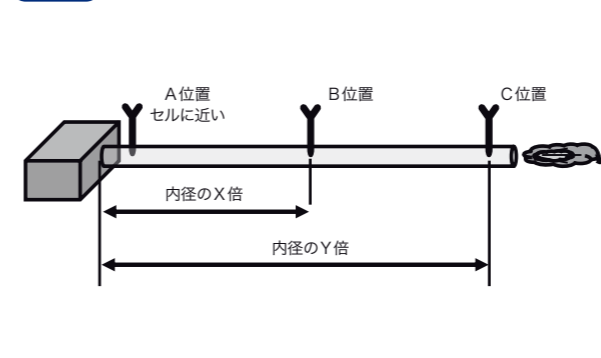 A位置
セルに近い
B位置
C位置
内径のX倍
内径のY倍